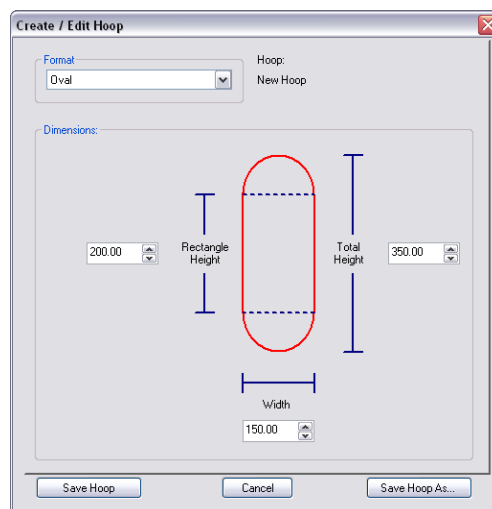 Create / Edit Hoop
Format
Hoop:
Oval
New Hoop
Dimensions:
200.00
Rectangle
Height
Total
Height
350.00
Width
150.00
Save Hoop
Cancel
Save Hoop As...